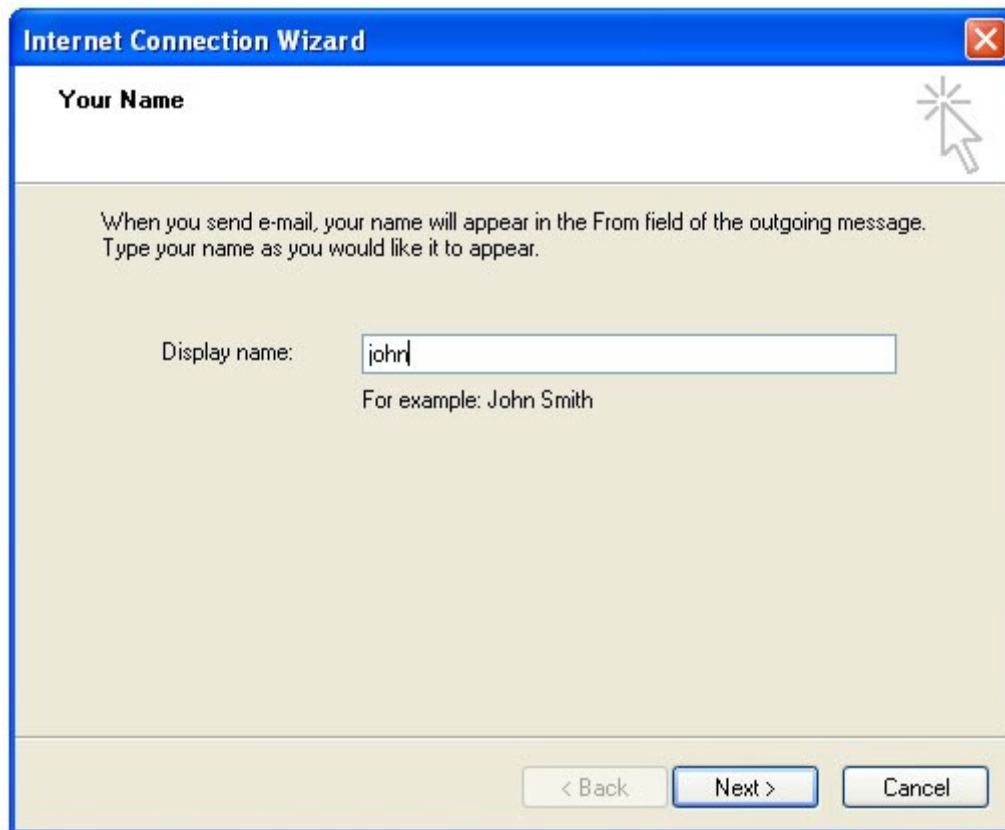 Internet Connection Wizard
Your Name
When you send e-mail, your name will appear in the From field of the outgoing message.
Type your name as you would like it to appear.
Display name: john
For example: John Smith
< Back Next > Cancel